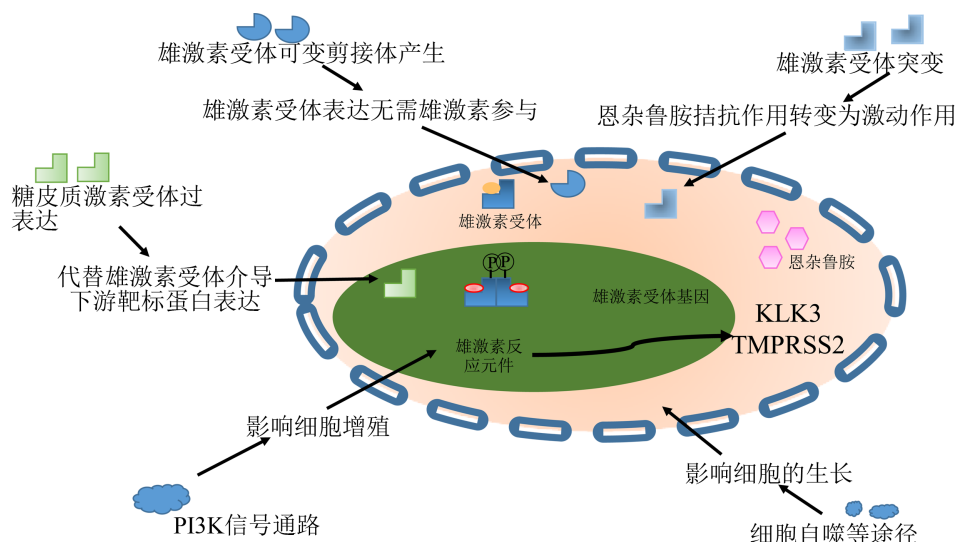 雄激素受体可变剪接体产生
雄激素受体突变
雄激素受体表达无需雄激素参与
恩杂鲁胺拮抗作用转变为激动作用
糖皮质激素受体过
表达
雄激素受体
恩杂鲁胺
代替雄激素受体介导
下游靶标蛋白表达
PP
雄激素受体基因
KLK3
TMPRSS2
雄激素反
应元件
影响细胞增殖
影响细胞的生长
PI3K信号通路
细胞自噬等途径